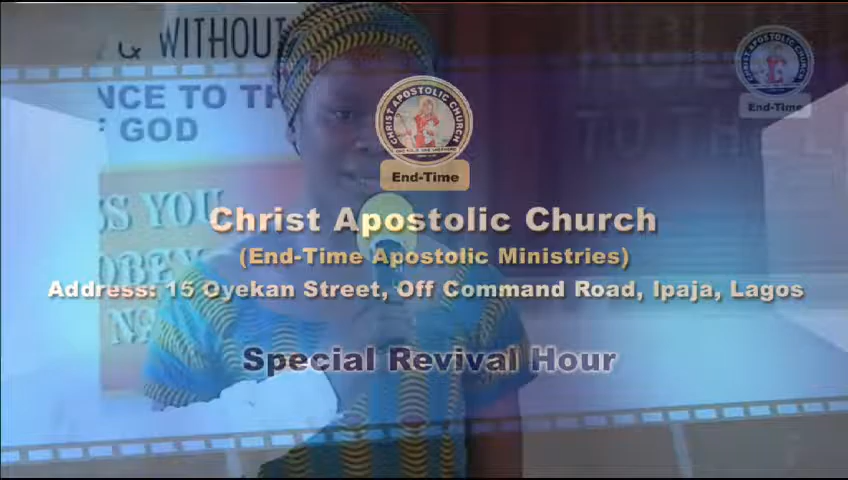 & WITHOUT
NCE TO TH
F GOD
SS YOU
OBEY
CHRIST APOSTOLIC CHURCH
End-Time
CHRIST APOSTOLIC CHURCH
End-Time
Christ Apostolic Church
(End-Time Apostolic Ministries)
Address: 15 Oyekan Street, Off Command Road, Ipaja, Lagos
Special Revival Hour